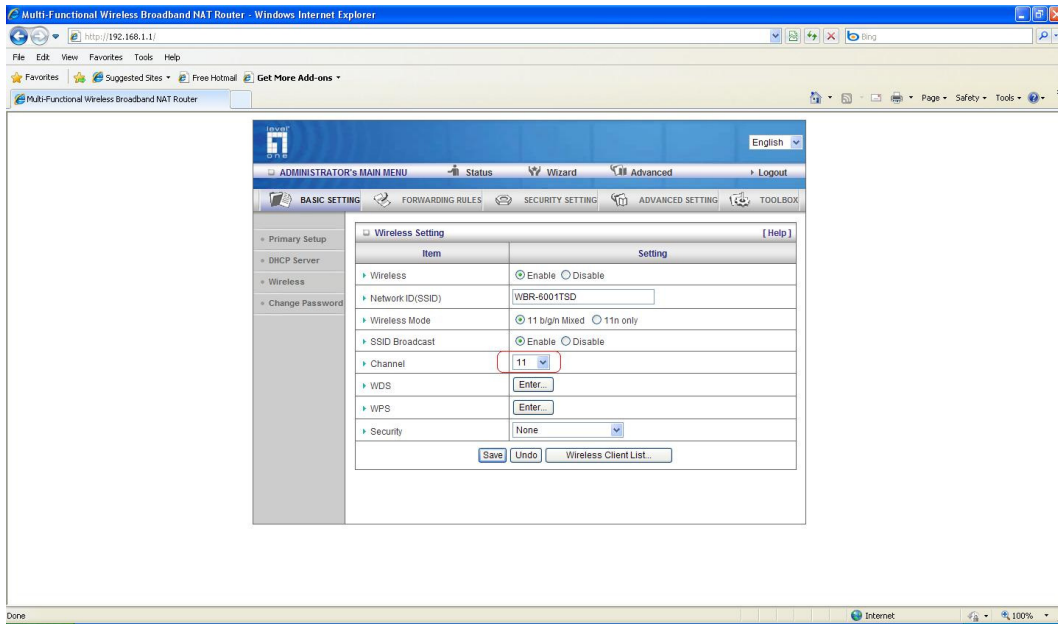 Multi-Functional Wireless Broadband NAT Router - Windows Internet Explorer
http://192.168.1.1/
Bing
File Edit View Favorites Tools Help
Favorites Suggested Sites Free Hotmail Get More Add-ons
Multi-Functional Wireless Broadband NAT Router
Page Safety Tools
level
one
English
ADMINISTRATOR's MAIN MENU Status Wizard Advanced Logout
BASIC SETTING FORWARDING RULES SECURITY SETTING ADVANCED SETTING TOOLBOX
Primary Setup
DHCP Server
Wireless
Change Password
Wireless Setting [ Help ]
Item Setting
Wireless Enable Disable
Network ID(SSID) WBR-6001TSD
Wireless Mode 11 b/g/n Mixed 11n only
SSID Broadcast Enable Disable
Channel 11
WDS Enter...
WPS Enter...
Security None
Save Undo Wireless Client List...
Done Internet 100%